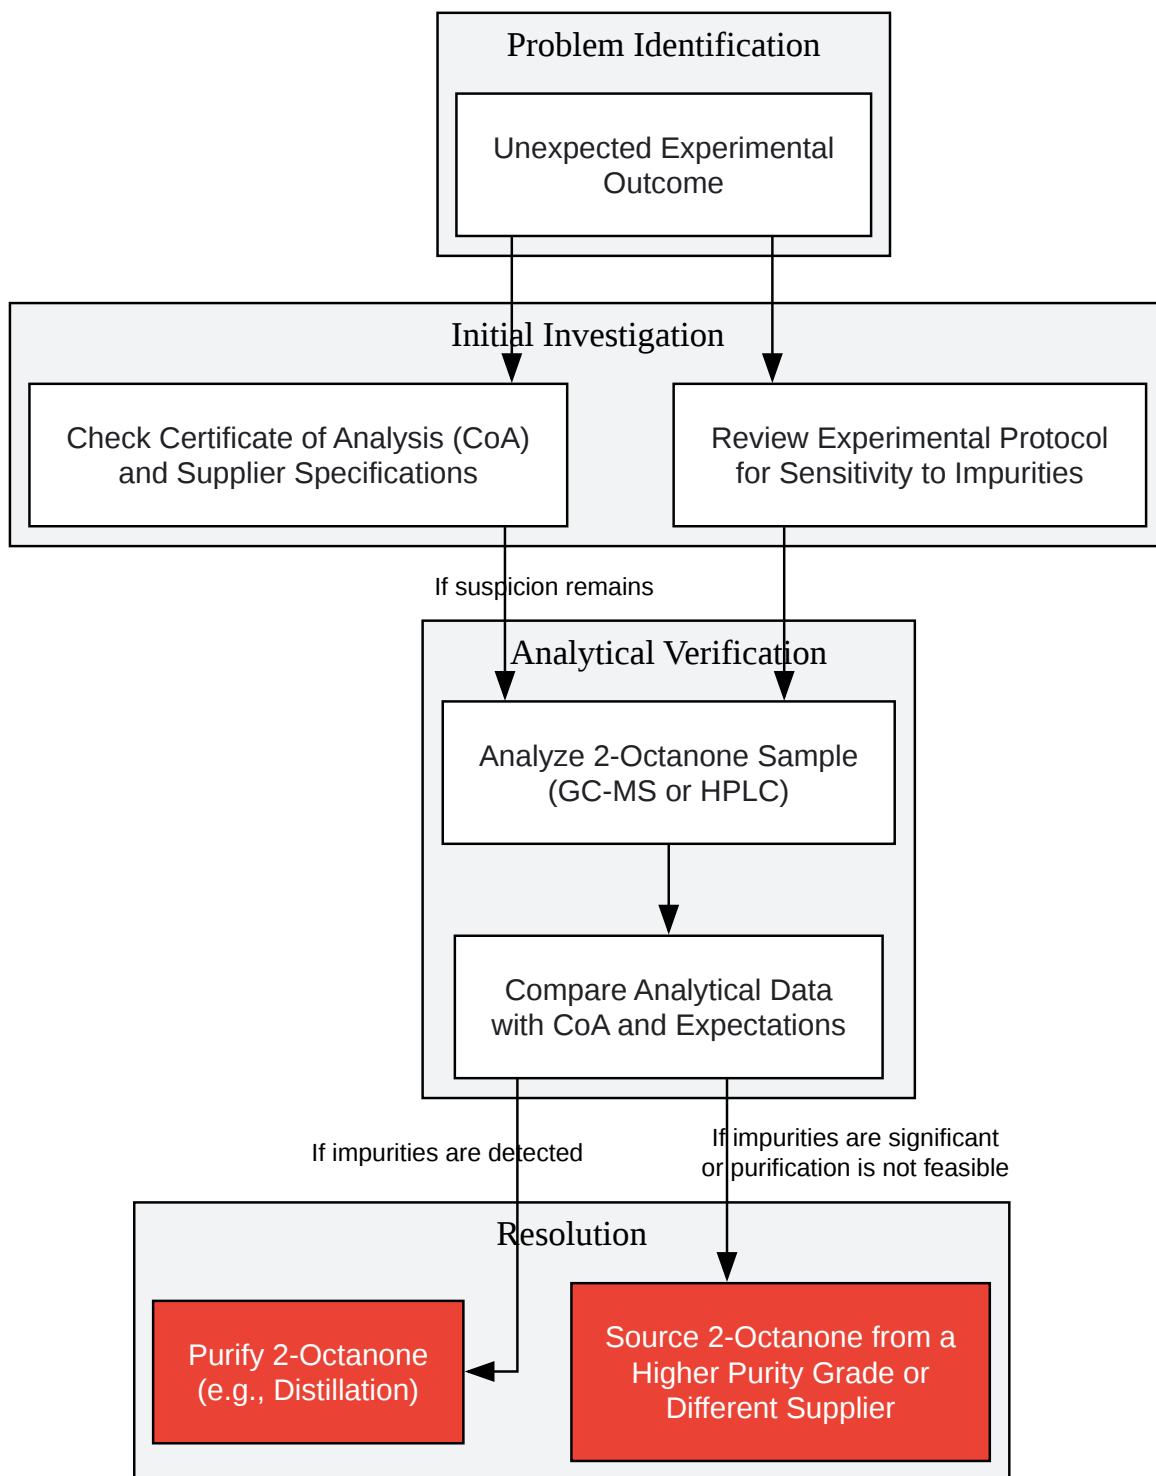 Problem Identification
Unexpected Experimental
Outcome
Initial Investigation
Check Certificate of Analysis (CoA)
and Supplier Specifications
Review Experimental Protocol
for Sensitivity to Impurities
If suspicion remains
Analytical Verification
Analyze 2-Octanone Sample
(GC-MS or HPLC)
Compare Analytical Data
with CoA and Expectations
If impurities are detected
If impurities are significant
or purification is not feasible
Resolution
Purify 2-Octanone
(e.g., Distillation)
Source 2-Octanone from a
Higher Purity Grade or
Different Supplier